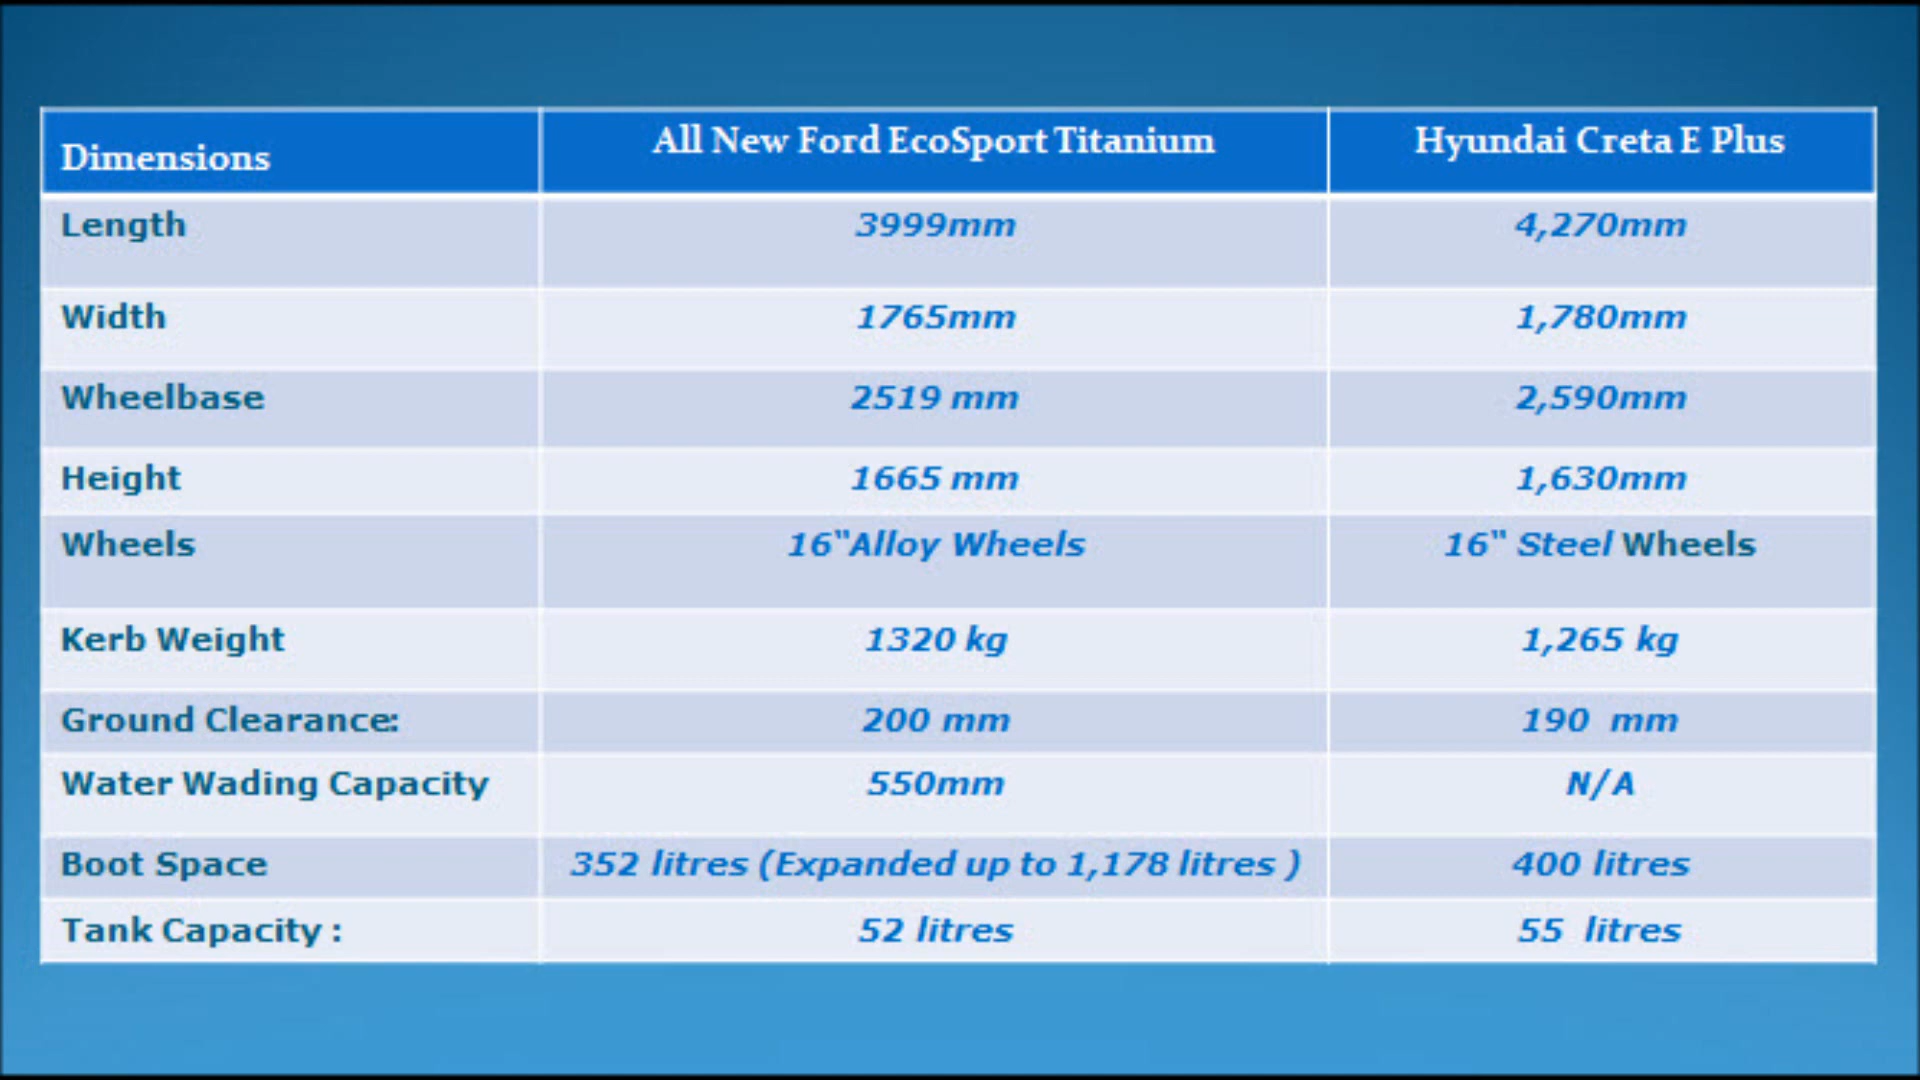 Dimensions All New Ford EcoSport Titanium Hyundai Creta E Plus
Length 3999mm 4,270mm
Width 1765mm 1,780mm
Wheelbase 2519 mm 2,590mm
Height 1665 mm 1,630mm
Wheels 16"Alloy Wheels 16" Steel Wheels
Kerb Weight 1320 kg 1,265 kg
Ground Clearance: 200 mm 190 mm
Water Wading Capacity 550mm N/A
Boot Space 352 litres (Expanded up to 1,178 litres ) 400 litres
Tank Capacity : 52 litres 55 litres